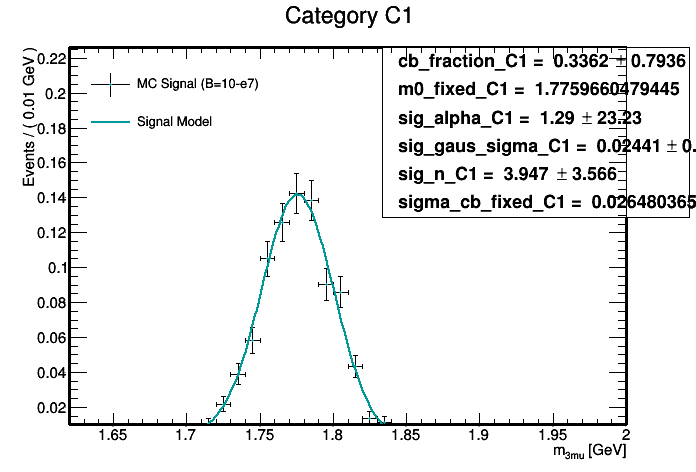 Category C1
Events / ( 0.01 GeV )
0.22
0.2
0.18
0.16
0.14
0.12
0.1
0.08
0.06
0.04
0.02
MC Signal (B=10-e7)
Signal Model
cb_fraction_C1 = 0.3362 ± 0.7936
m0_fixed_C1 = 1.7759660479445
sig_alpha_C1 = 1.29 ± 23.23
sig_gaus_sigma_C1 = 0.02441 ± 0.
sig_n_C1 = 3.947 ± 3.566
sigma_cb_fixed_C1 = 0.026480365
1.65 1.7 1.75 1.8 1.85 1.9 1.95 2
m3mu [GeV]